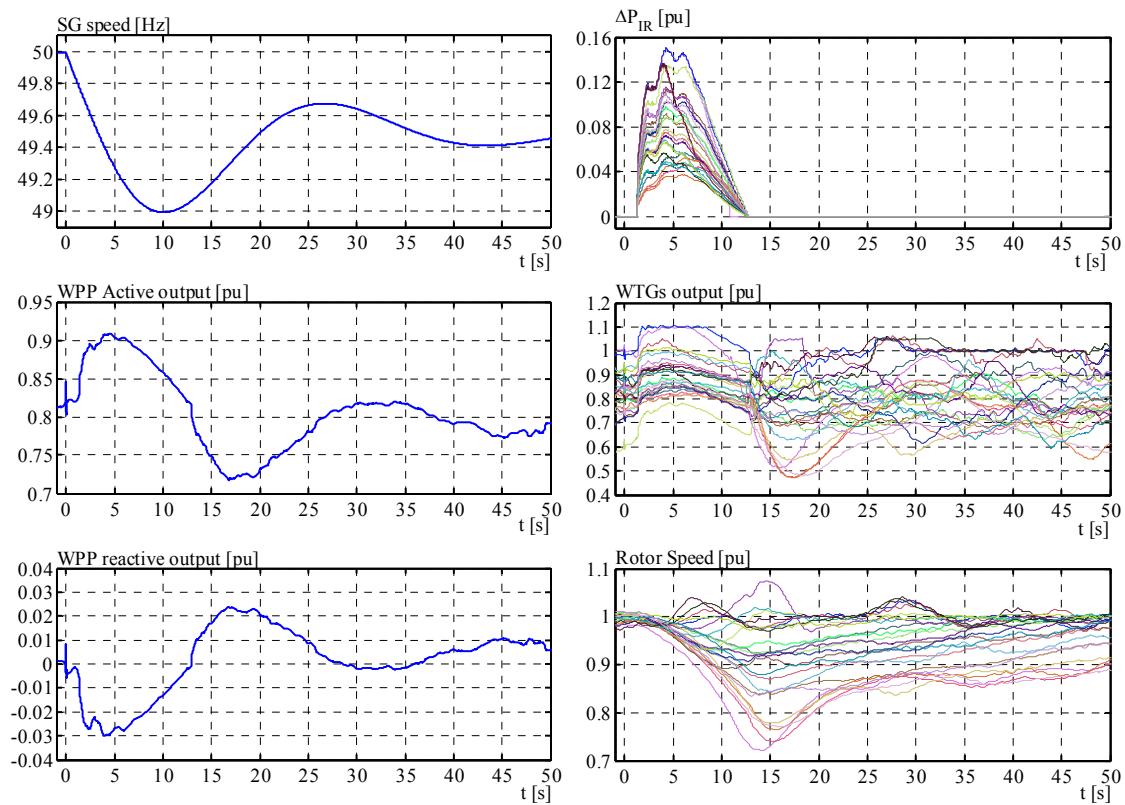 SG speed [Hz]
50
49.8
49.6
49.4
49.2
49
0 5 10 15 20 25 30 35 40 45 50
t [s]
ΔP_IR [pu]
0.16
0.12
0.08
0.04
0
0 5 10 15 20 25 30 35 40 45 50
t [s]
WPP Active output [pu]
0.95
0.9
0.85
0.8
0.75
0.7
0 5 10 15 20 25 30 35 40 45 50
t [s]
WTGs output [pu]
1.2
1.1
1
0.9
0.8
0.7
0.6
0.5
0.4
0 5 10 15 20 25 30 35 40 45 50
t [s]
WPP reactive output [pu]
0.04
0.03
0.02
0.010
0
-0.01
-0.02
-0.03
-0.04
0 5 10 15 20 25 30 35 40 45 50
t [s]
Rotor Speed [pu]
1.1
1
0.9
0.8
0.7
0 5 10 15 20 25 30 35 40 45 50
t [s]